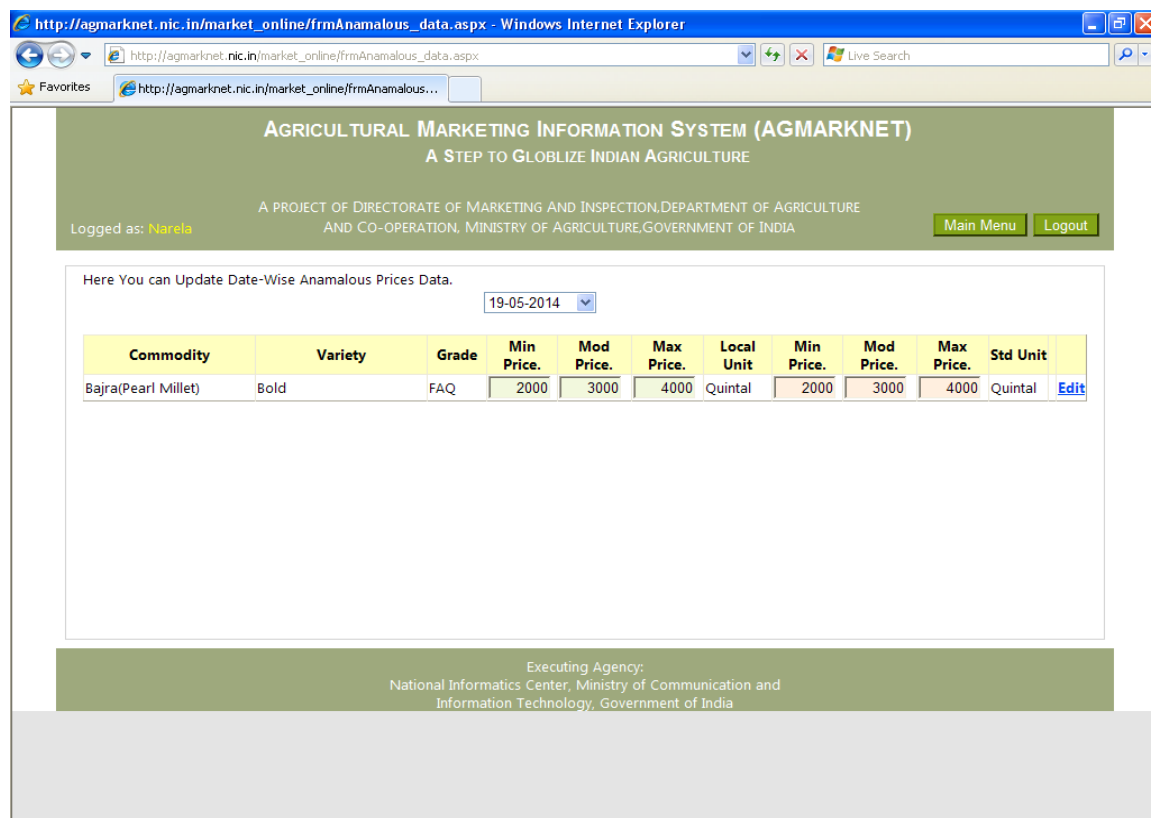 http://agmarknet.nic.in/market_online/frmAnamalous_data.aspx - Windows Internet Explorer
http://agmarknet.nic.in/market_online/frmAnamalous_data.aspx
Live Search
Favorites
http://agmarknet.nic.in/market_online/frmAnamalous...
AGRICULTURAL MARKETING INFORMATION SYSTEM (AGMARKNET)
A STEP TO GLOBLIZE INDIAN AGRICULTURE
A PROJECT OF DIRECTORATE OF MARKETING AND INSPECTION,DEPARTMENT OF AGRICULTURE
AND CO-OPERATION, MINISTRY OF AGRICULTURE,GOVERNMENT OF INDIA
Logged as: Narela
Main Menu
Logout
Here You can Update Date-Wise Anamalous Prices Data.
19-05-2014
Commodity Variety Grade Min Price. Mod Price. Max Price. Local Unit Min Price. Mod Price. Max Price. Std Unit
Bajra(Pearl Millet) Bold FAQ 2000 3000 4000 Quintal 2000 3000 4000 Quintal Edit
Executing Agency:
National Informatics Center, Ministry of Communication and
Information Technology, Government of India